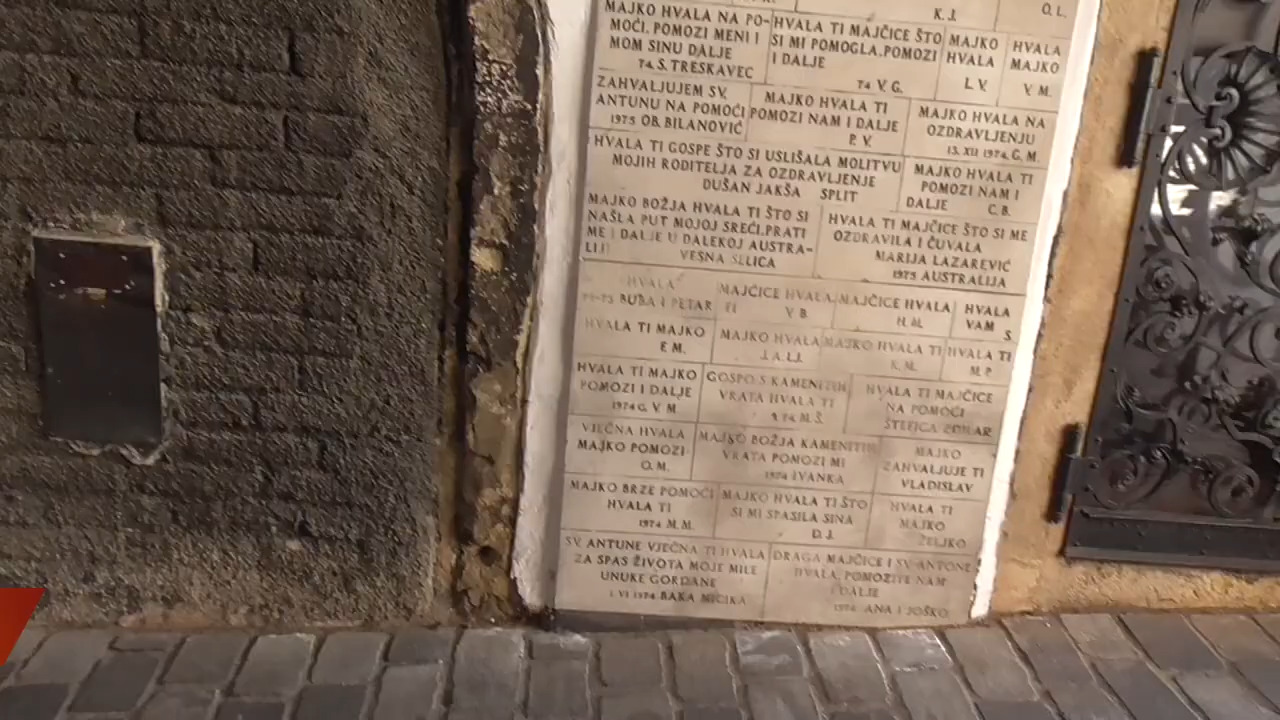 K. J.
O. L.
MAJKO HVALA NA PO-
MOĆI, POMOZI MENI I
MOM SINU DALJE
74. S. TRESKAVEC
HVALA TI MAJČICE ŠTO
SI MI POMOGLA, POMOZI
I DALJE
74 V. G.
MAJKO
HVALA
L. V.
HVALA
MAJKO
V. M.
ZAHVALJUJEM SV.
ANTUNU NA POMOĆI
1975 OB. BILANOVIĆ
MAJKO HVALA TI
POMOZI NAM I DALJE
P. V.
MAJKO HVALA NA
OZDRAVLJENJU
13. XII 1974. G. M.
HVALA TI GOSPE ŠTO SI USLIŠALA MOLITVU
MOJIH RODITELJA ZA OZDRAVLJENJE
DUŠAN JAKŠA SPLIT
MAJKO HVALA TI
POMOZI NAM I
DALJE C. B.
MAJKO BOŽJA HVALA TI ŠTO SI
NAŠLA PUT MOJOJ SREĆI, PRATI
ME I DALJE U DALEKOJ AUSTRA-
LIJI VESNA SELICA
HVALA TI MAJČICE ŠTO SI ME
OZDRAVILA I ČUVALA
MARIJA LAZAREVIĆ
1975 AUSTRALIJA
HVALA
BUBA I PETAR
MAJČICE HVALA
TI V. B.
MAJČICE HVALA
H. M.
HVALA
VAM S.
HVALA TI MAJKO
F. M.
MAJKO HVALA
J. A. LJ.
MAJKO HVALA TI
K. M.
HVALA TI
M. P.
HVALA TI MAJKO
POMOZI I DALJE
1974 G. V. M.
GOSPO S KAMENITIH
VRATA HVALA TI
M. Š.
HVALA TI MAJČICE
NA POMOĆI
ŠTEFICA
VJEČNA HVALA
MAJKO POMOZI
O. M.
MAJKO BOŽJA KAMENITIH
VRATA POMOZI MI
1974 IVANKA
MAJKO
ZAHVALJUJE TI
VLADISLAV
MAJKO BRZE POMOĆI
HVALA TI
1974 M. M.
MAJKO HVALA TI ŠTO
SI MI SPASILA SINA
D. J.
HVALA TI
MAJKO
ŽELJKO
SV. ANTUNE VJEČNA TI HVALA
ZA SPAS ŽIVOTA MOJE MILE
UNUKE GORDANE
1. VI 1974 BAKA MICIKA
DRAGA MAJČICE I SV. ANTONE
HVALA, POMOZITE NAM
I DALJE
1974 ANA I JOŠKO